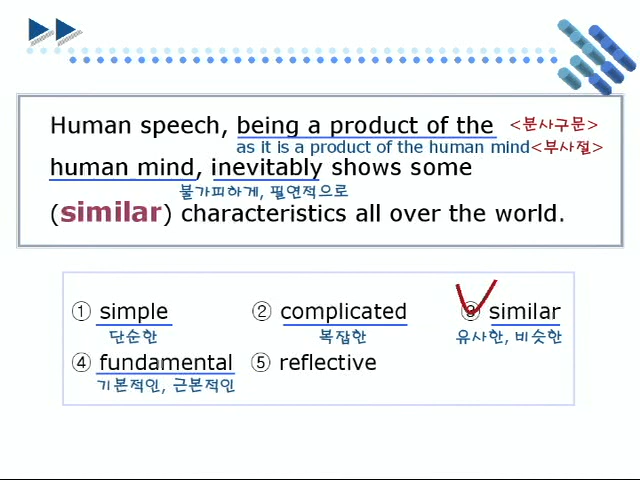 Human speech, being a product of the <분사구문>
as it is a product of the human mind<부사절>
human mind, inevitably shows some
불가피하게, 필연적으로
(similar) characteristics all over the world.
① simple ② complicated ③ similar
단순한 복잡한 유사한, 비슷한
④ fundamental ⑤ reflective
기본적인, 근본적인